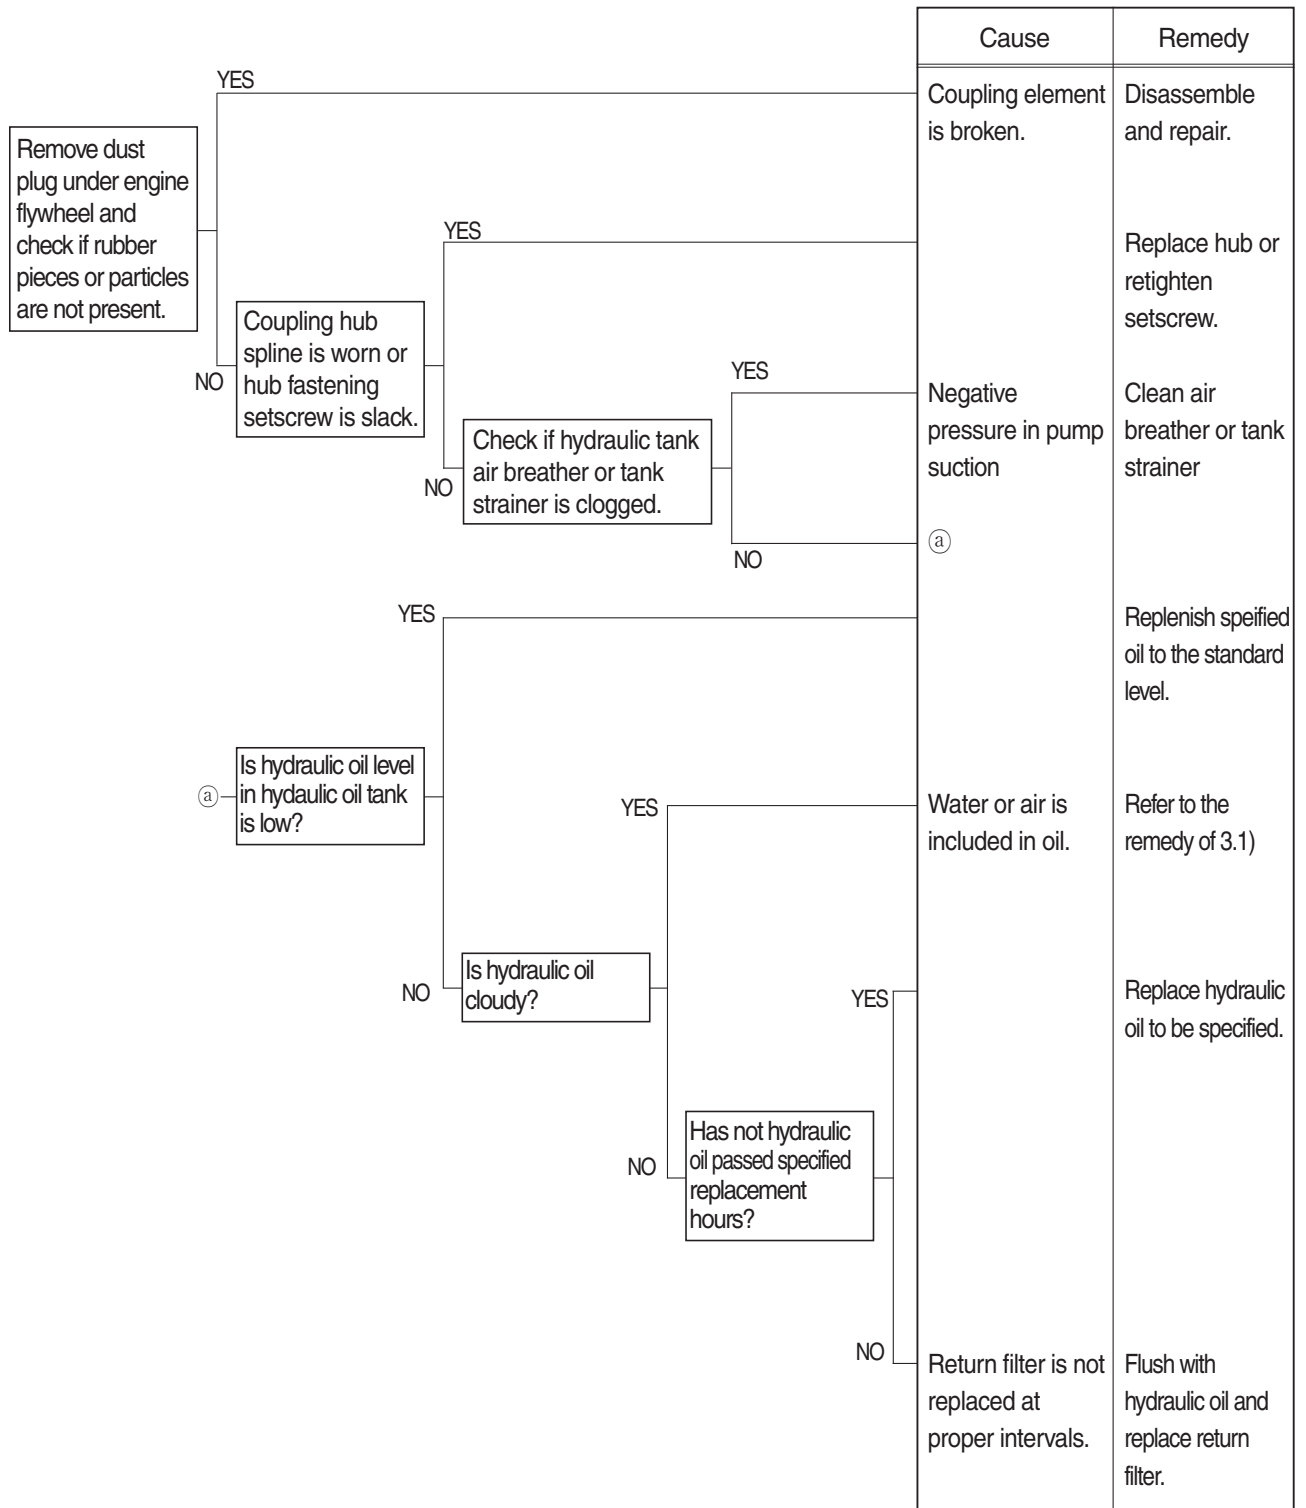 Cause
Remedy
YES
Coupling element
is broken.
Disassemble
and repair.
Remove dust
plug under engine
flywheel and
check if rubber
pieces or particles
are not present.
YES
Replace hub or
retighten
setscrew.
NO
Coupling hub
spline is worn or
hub fastening
setscrew is slack.
YES
Negative
pressure in pump
suction
Clean air
breather or tank
strainer
NO
Check if hydraulic tank
air breather or tank
strainer is clogged.
NO
ⓐ
YES
Replenish speified
oil to the standard
level.
ⓐ
Is hydraulic oil level
in hydaulic oil tank
is low?
YES
Water or air is
included in oil.
Refer to the
remedy of 3.1)
NO
Is hydraulic oil
cloudy?
YES
Replace hydraulic
oil to be specified.
NO
Has not hydraulic
oil passed specified
replacement
hours?
NO
Return filter is not
replaced at
proper intervals.
Flush with
hydraulic oil and
replace return
filter.